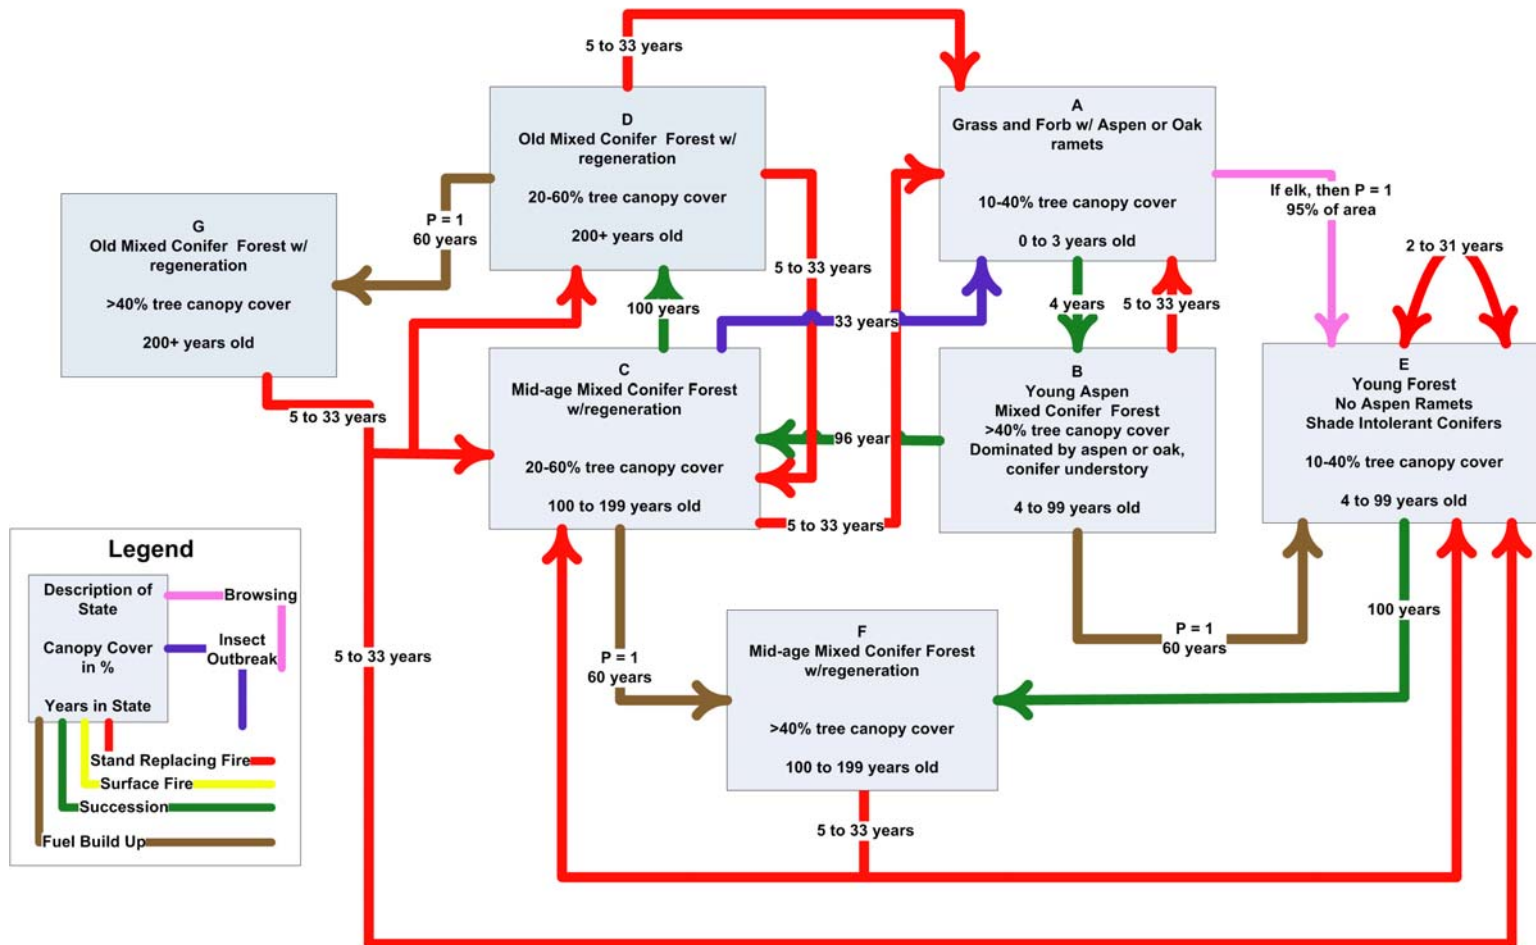 5 to 33 years
D
Old Mixed Conifer Forest w/
regeneration
20-60% tree canopy cover
200+ years old
A
Grass and Forb w/ Aspen or Oak
ramets
10-40% tree canopy cover
0 to 3 years old
If elk, then P = 1
95% of area
2 to 31 years
G
Old Mixed Conifer Forest w/
regeneration
>40% tree canopy cover
200+ years old
P = 1
60 years
5 to 33 years
100 years
33 years
4 years
5 to 33 years
5 to 33 years
C
Mid-age Mixed Conifer Forest
w/regeneration
20-60% tree canopy cover
100 to 199 years old
96 year
B
Young Aspen
Mixed Conifer Forest
>40% tree canopy cover
Dominated by aspen or oak,
conifer understory
4 to 99 years old
E
Young Forest
No Aspen Ramets
Shade Intolerant Conifers
10-40% tree canopy cover
4 to 99 years old
5 to 33 years
Legend
Description of
State
Canopy Cover
in %
Years in State
Browsing
Insect
Outbreak
Stand Replacing Fire
Surface Fire
Succession
Fuel Build Up
5 to 33 years
P = 1
60 years
F
Mid-age Mixed Conifer Forest
w/regeneration
>40% tree canopy cover
100 to 199 years old
P = 1
60 years
100 years
5 to 33 years